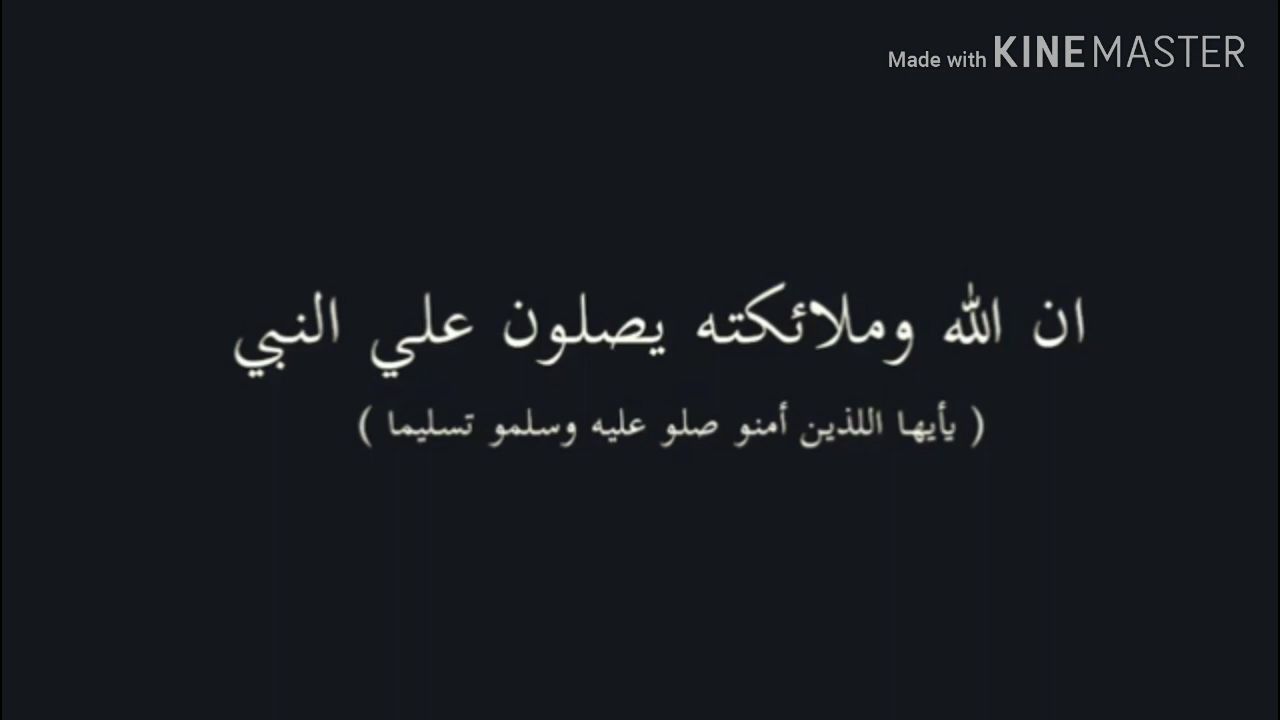 Made with KINEMASTER
ان الله وملائكته يصلون علي النبي
( يأيها اللذين أمنو صلو عليه وسلمو تسليما )